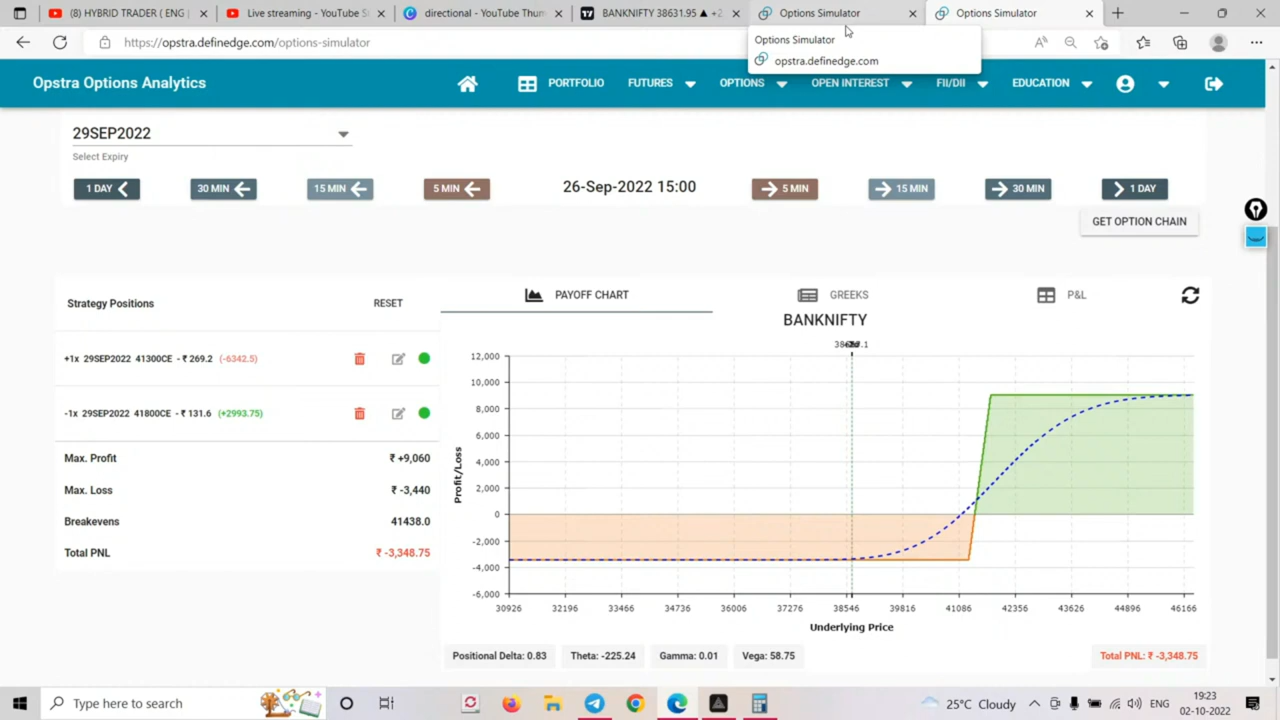 (8) HYBRID TRADER ( ENG |
Live streaming - YouTube S
directional - YouTube Thum
BANKNIFTY 38631.95 ▲ +2
Options Simulator
Options Simulator
https://opstra.definedge.com/options-simulator
Options Simulator
opstra.definedge.com
Opstra Options Analytics
PORTFOLIO
FUTURES
OPTIONS
OPEN INTEREST
FII/DII
EDUCATION
29SEP2022
Select Expiry
1 DAY
30 MIN
15 MIN
5 MIN
26-Sep-2022 15:00
5 MIN
15 MIN
30 MIN
1 DAY
GET OPTION CHAIN
Strategy Positions
RESET
PAYOFF CHART
GREEKS
P&L
BANKNIFTY
+1x 29SEP2022 41300CE - ₹ 269.2 (-6342.5)
-1x 29SEP2022 41800CE - ₹ 131.6 (+2993.75)
Max. Profit ₹ +9,060
Max. Loss ₹ -3,440
Breakevens 41438.0
Total PNL ₹ -3,348.75
12,000
10,000
8,000
6,000
4,000
2,000
0
-2,000
-4,000
-6,000
Profit/Loss
30926 32196 33466 34736 36006 37276 38546 39816 41086 42356 43626 44896 46166
Underlying Price
Positional Delta: 0.83
Theta: -225.24
Gamma: 0.01
Vega: 58.75
Total PNL: ₹ -3,348.75
Type here to search
25°C Cloudy
ENG
19:23
02-10-2022